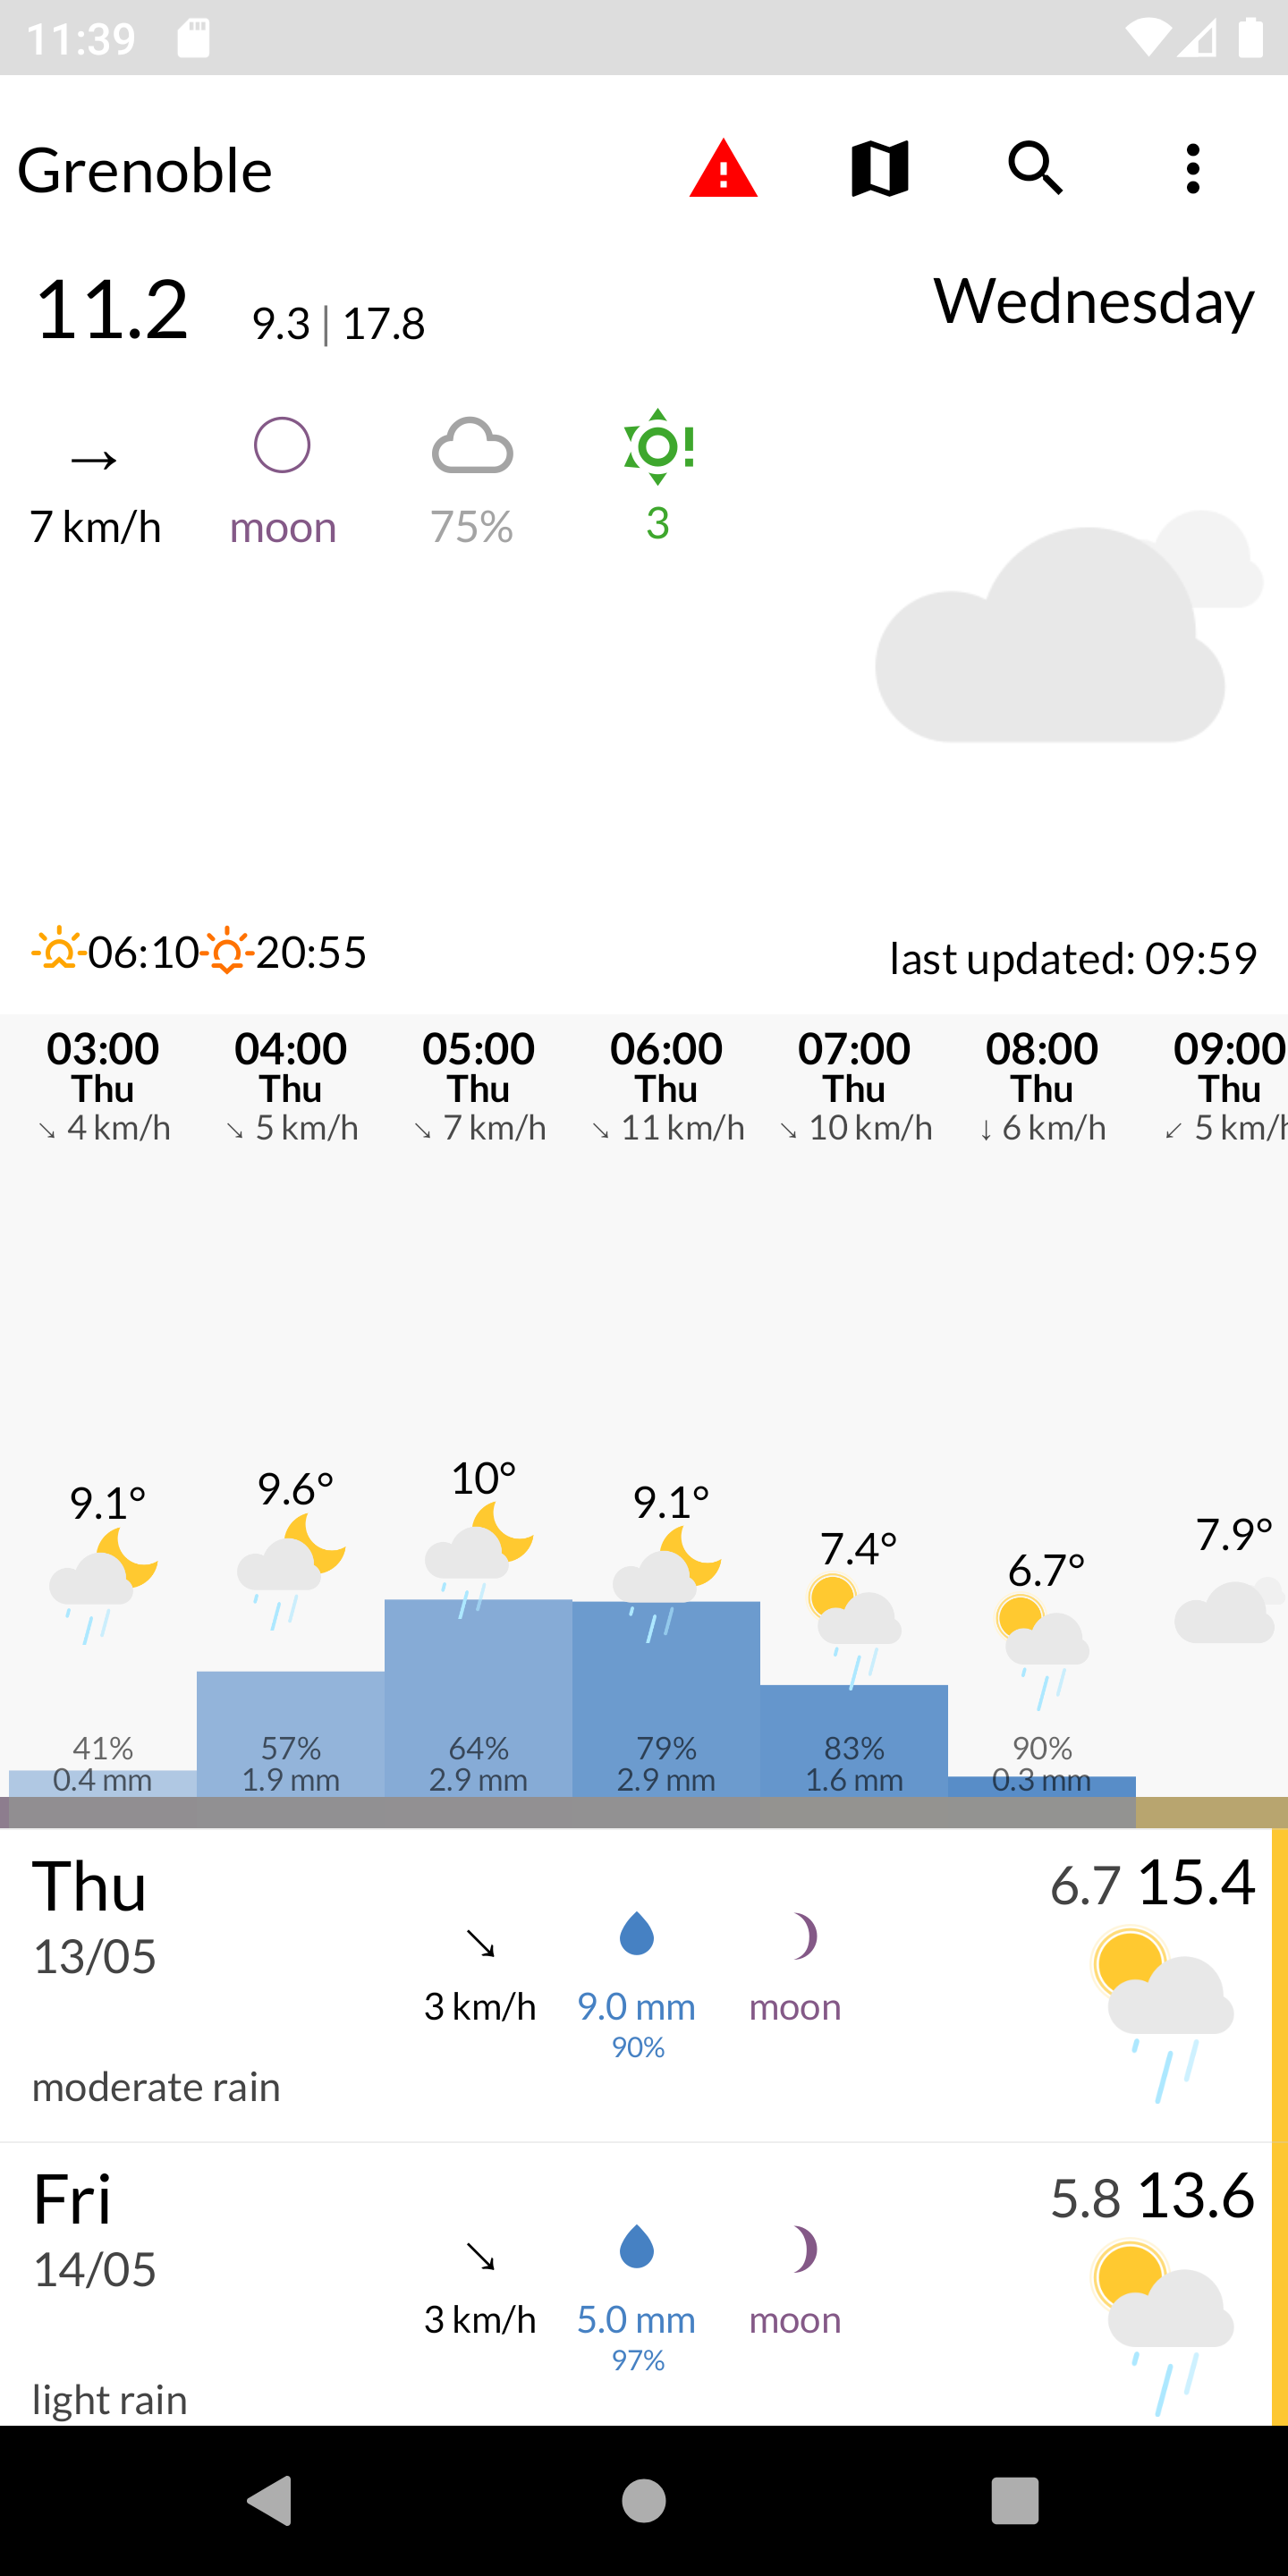 11:39
Grenoble
11.2 9.3 | 17.8 Wednesday
7 km/h moon 75% 3
06:10 20:55 last updated: 09:59
03:00 04:00 05:00 06:00 07:00 08:00 09:00
Thu Thu Thu Thu Thu Thu Thu
↘ 4 km/h ↘ 5 km/h ↘ 7 km/h ↘ 11 km/h ↘ 10 km/h ↓ 6 km/h ↙ 5 km/h
9.1° 9.6° 10° 9.1° 7.4° 6.7° 7.9°
41% 57% 64% 79% 83% 90%
0.4 mm 1.9 mm 2.9 mm 2.9 mm 1.6 mm 0.3 mm
Thu 6.7 15.4
13/05
3 km/h 9.0 mm moon
90%
moderate rain
Fri 5.8 13.6
14/05
3 km/h 5.0 mm moon
97%
light rain